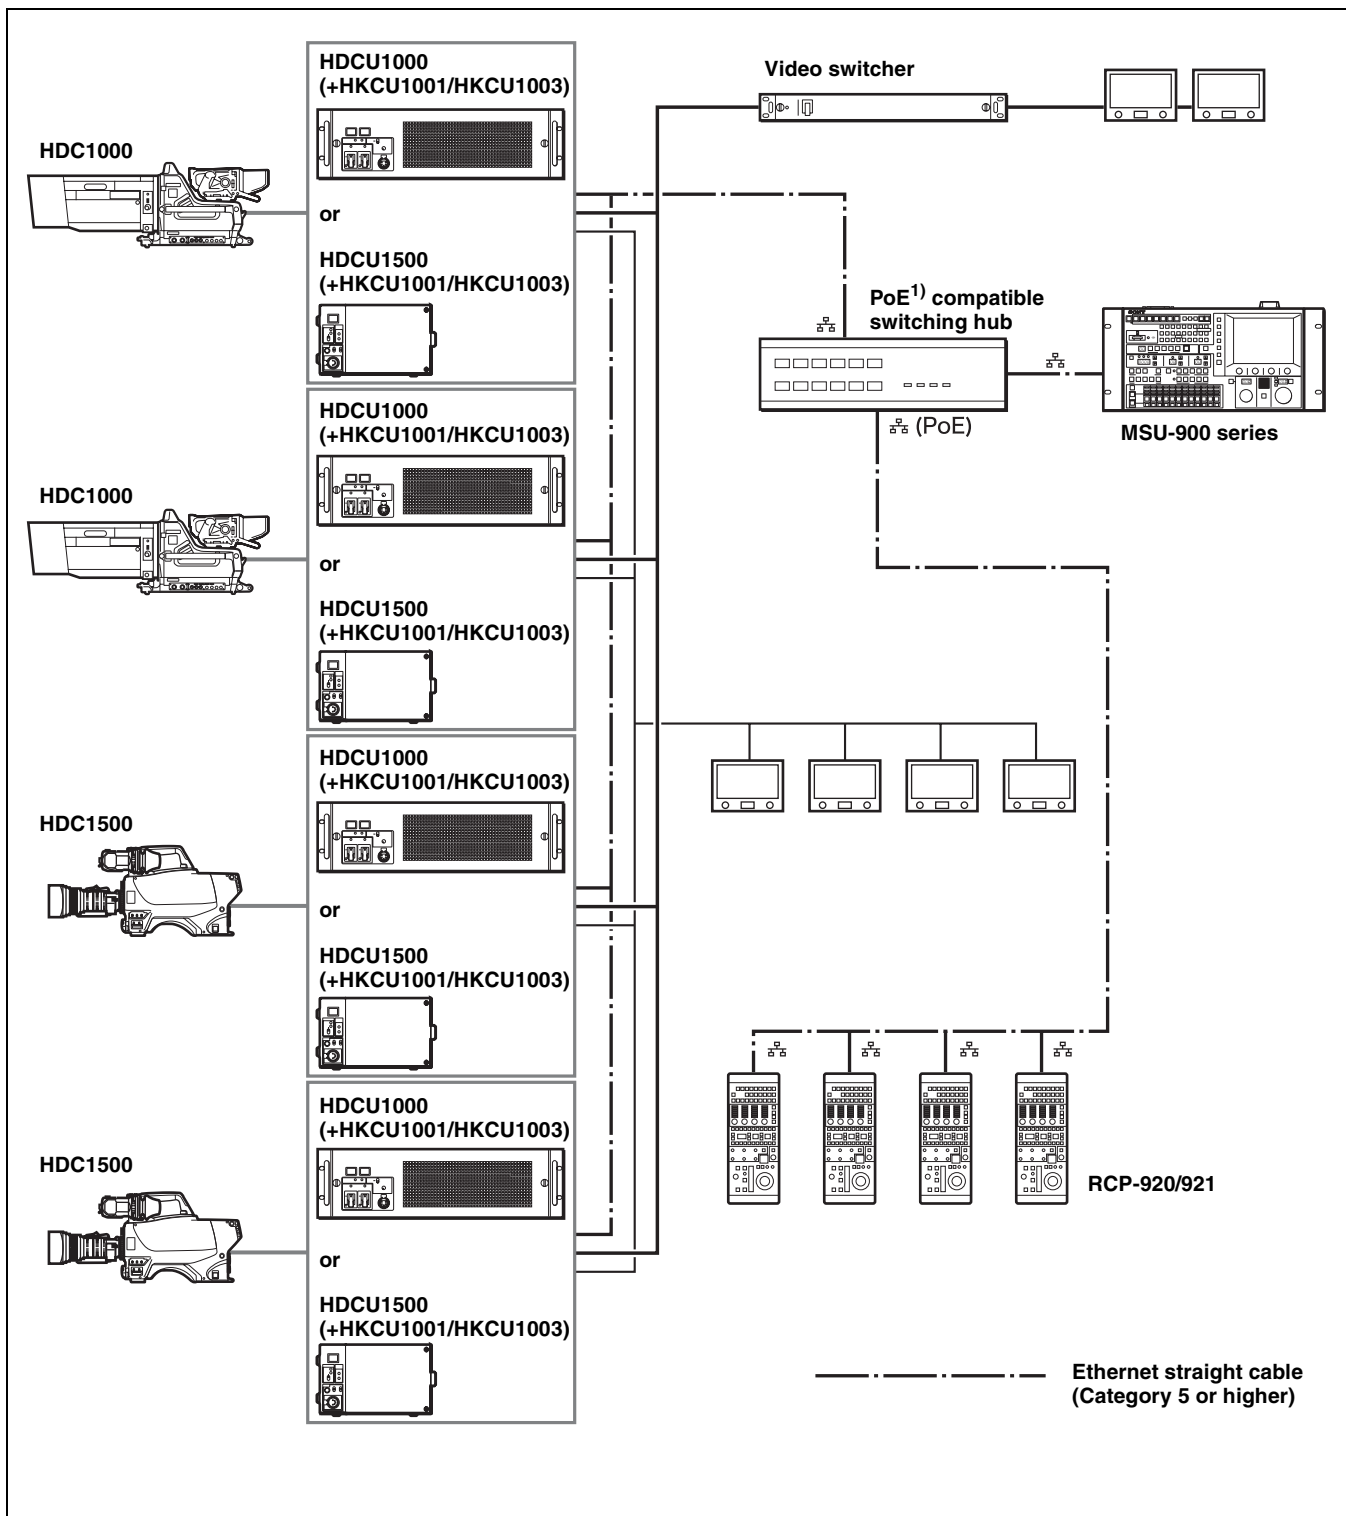 HDCU1000
(+HKCU1001/HKCU1003)
Video switcher
HDC1000
or
HDCU1500
(+HKCU1001/HKCU1003)
PoE1) compatible
switching hub
SONY
(PoE)
MSU-900 series
HDCU1000
(+HKCU1001/HKCU1003)
HDC1000
or
HDCU1500
(+HKCU1001/HKCU1003)
HDCU1000
(+HKCU1001/HKCU1003)
HDC1500
or
HDCU1500
(+HKCU1001/HKCU1003)
HDCU1000
(+HKCU1001/HKCU1003)
HDC1500
RCP-920/921
or
HDCU1500
(+HKCU1001/HKCU1003)
Ethernet straight cable
(Category 5 or higher)